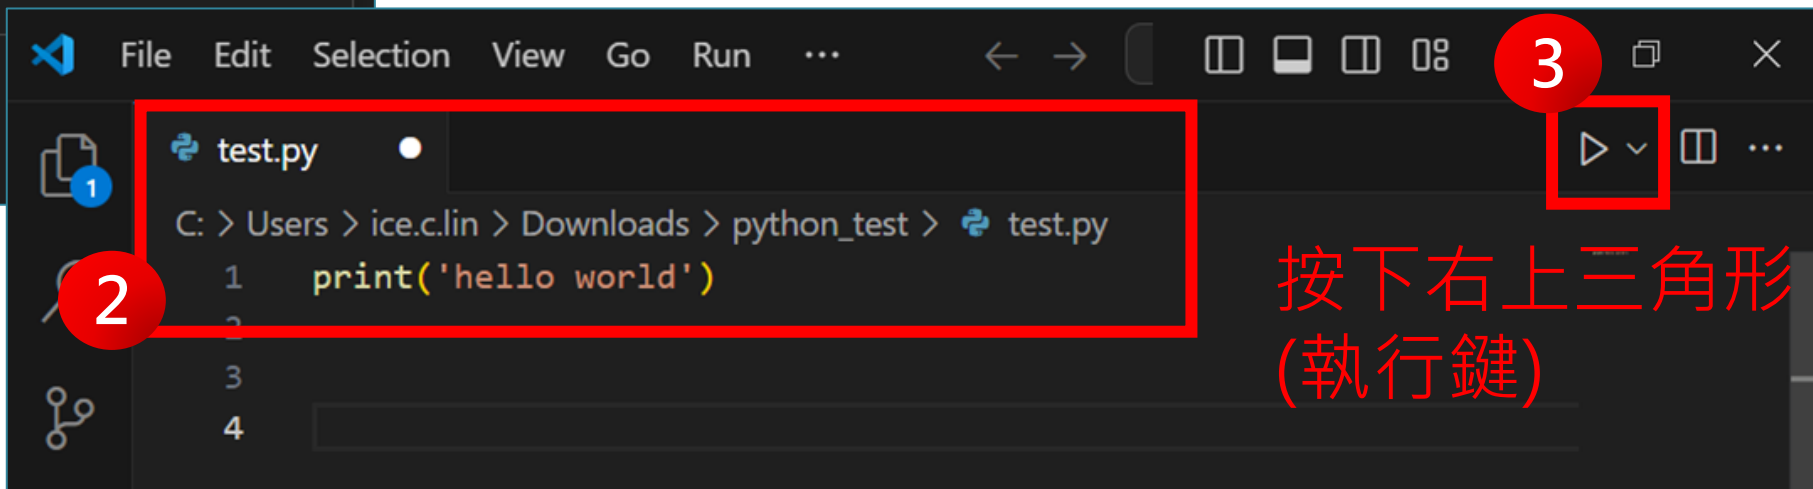 File Edit Selection View Go Run ...
3
test.py
1
C: > Users > ice.c.lin > Downloads > python_test > test.py
2
1 print('hello world')
2
3
4
按下右上三角形
(執行鍵)